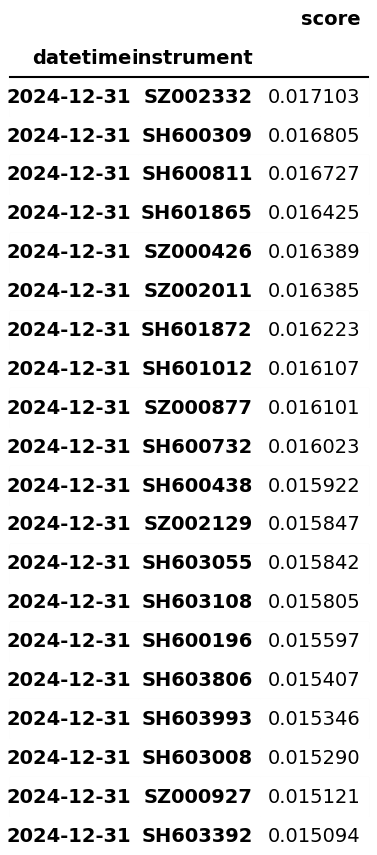 score
datetime instrument
2024-12-31 SZ002332 0.017103
2024-12-31 SH600309 0.016805
2024-12-31 SH600811 0.016727
2024-12-31 SH601865 0.016425
2024-12-31 SZ000426 0.016389
2024-12-31 SZ002011 0.016385
2024-12-31 SH601872 0.016223
2024-12-31 SH601012 0.016107
2024-12-31 SZ000877 0.016101
2024-12-31 SH600732 0.016023
2024-12-31 SH600438 0.015922
2024-12-31 SZ002129 0.015847
2024-12-31 SH603055 0.015842
2024-12-31 SH603108 0.015805
2024-12-31 SH600196 0.015597
2024-12-31 SH603806 0.015407
2024-12-31 SH603993 0.015346
2024-12-31 SH603008 0.015290
2024-12-31 SZ000927 0.015121
2024-12-31 SH603392 0.015094